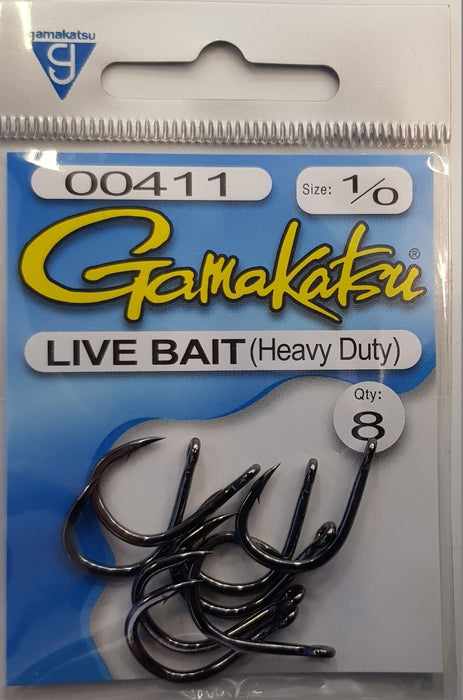 gamakatsu
00411
Size: 1/0
Gamakatsu®
LIVE BAIT (Heavy Duty)
Qty:
8